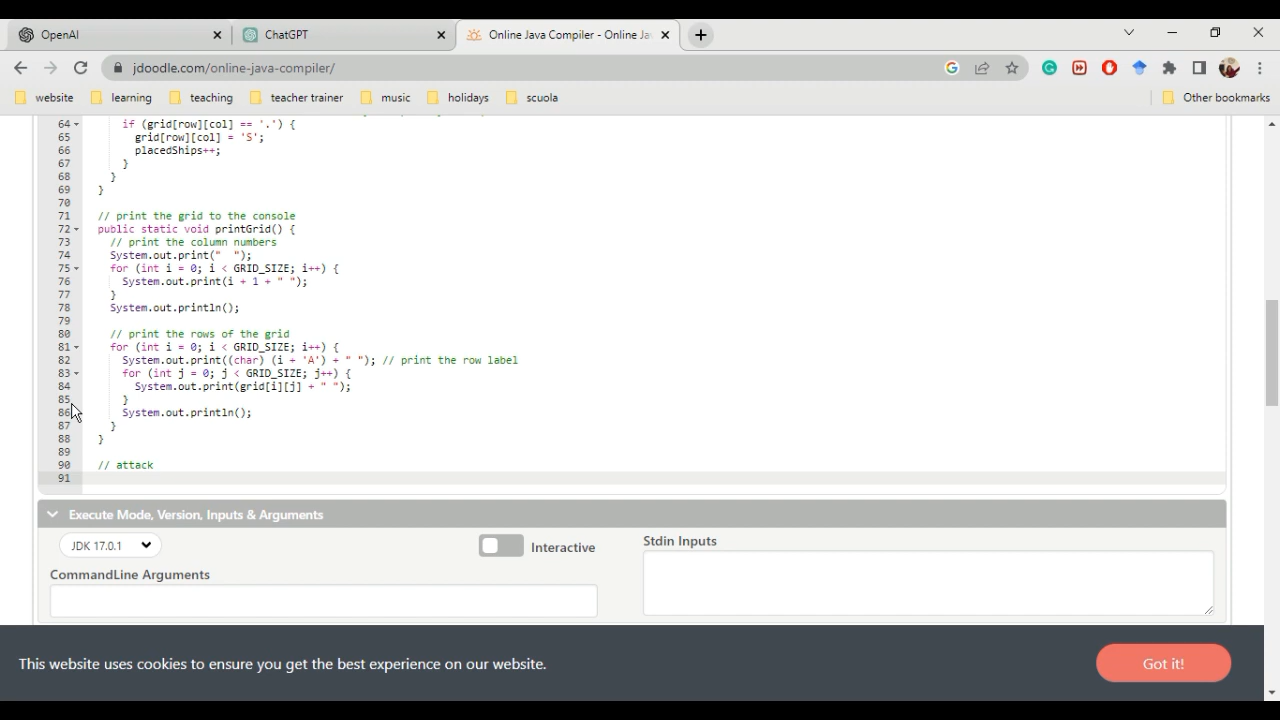 OpenAI
ChatGPT
Online Java Compiler - Online Ja
jdoodle.com/online-java-compiler/
website learning teaching teacher trainer music holidays scuola Other bookmarks
64 if (grid[row][col] == '.') {
65 grid[row][col] = 'S';
66 placedShips++;
67 }
68 }
69 }
70
71 // print the grid to the console
72 public static void printGrid() {
73 // print the column numbers
74 System.out.print("  ");
75 for (int i = 0; i < GRID_SIZE; i++) {
76 System.out.print(i + 1 + " ");
77 }
78 System.out.println();
79
80 // print the rows of the grid
81 for (int i = 0; i < GRID_SIZE; i++) {
82 System.out.print((char) (i + 'A') + " "); // print the row label
83 for (int j = 0; j < GRID_SIZE; j++) {
84 System.out.print(grid[i][j] + " ");
85 }
86 System.out.println();
87 }
88 }
89
90 // attack
91
Execute Mode, Version, Inputs & Arguments
JDK 17.0.1
Interactive
Stdin Inputs
CommandLine Arguments
This website uses cookies to ensure you get the best experience on our website.
Got it!